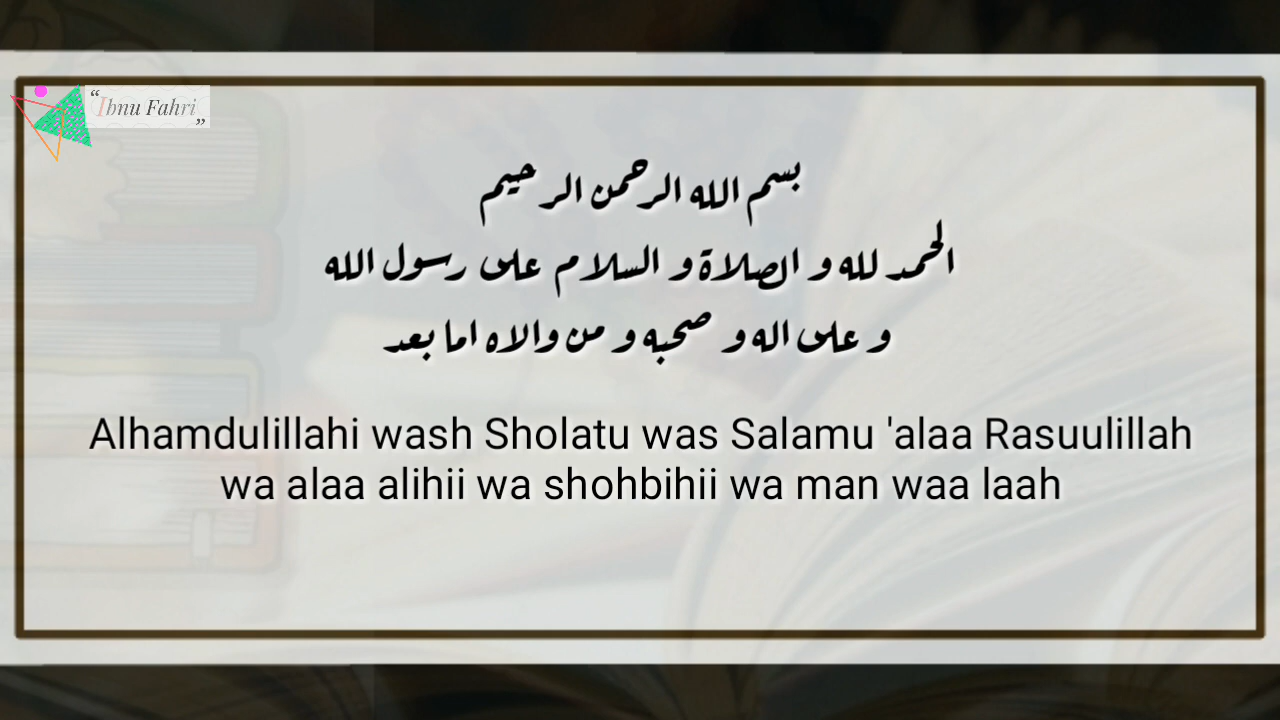 “Ibnu Fahri”
بسم الله الرحمن الرحيم
الحمد لله و الصلاة و السلام على رسول الله
و على اله و صحبه و من والاه اما بعد
Alhamdulillahi wash Sholatu was Salamu 'alaa Rasuulillah
wa alaa alihii wa shohbihii wa man waa laah